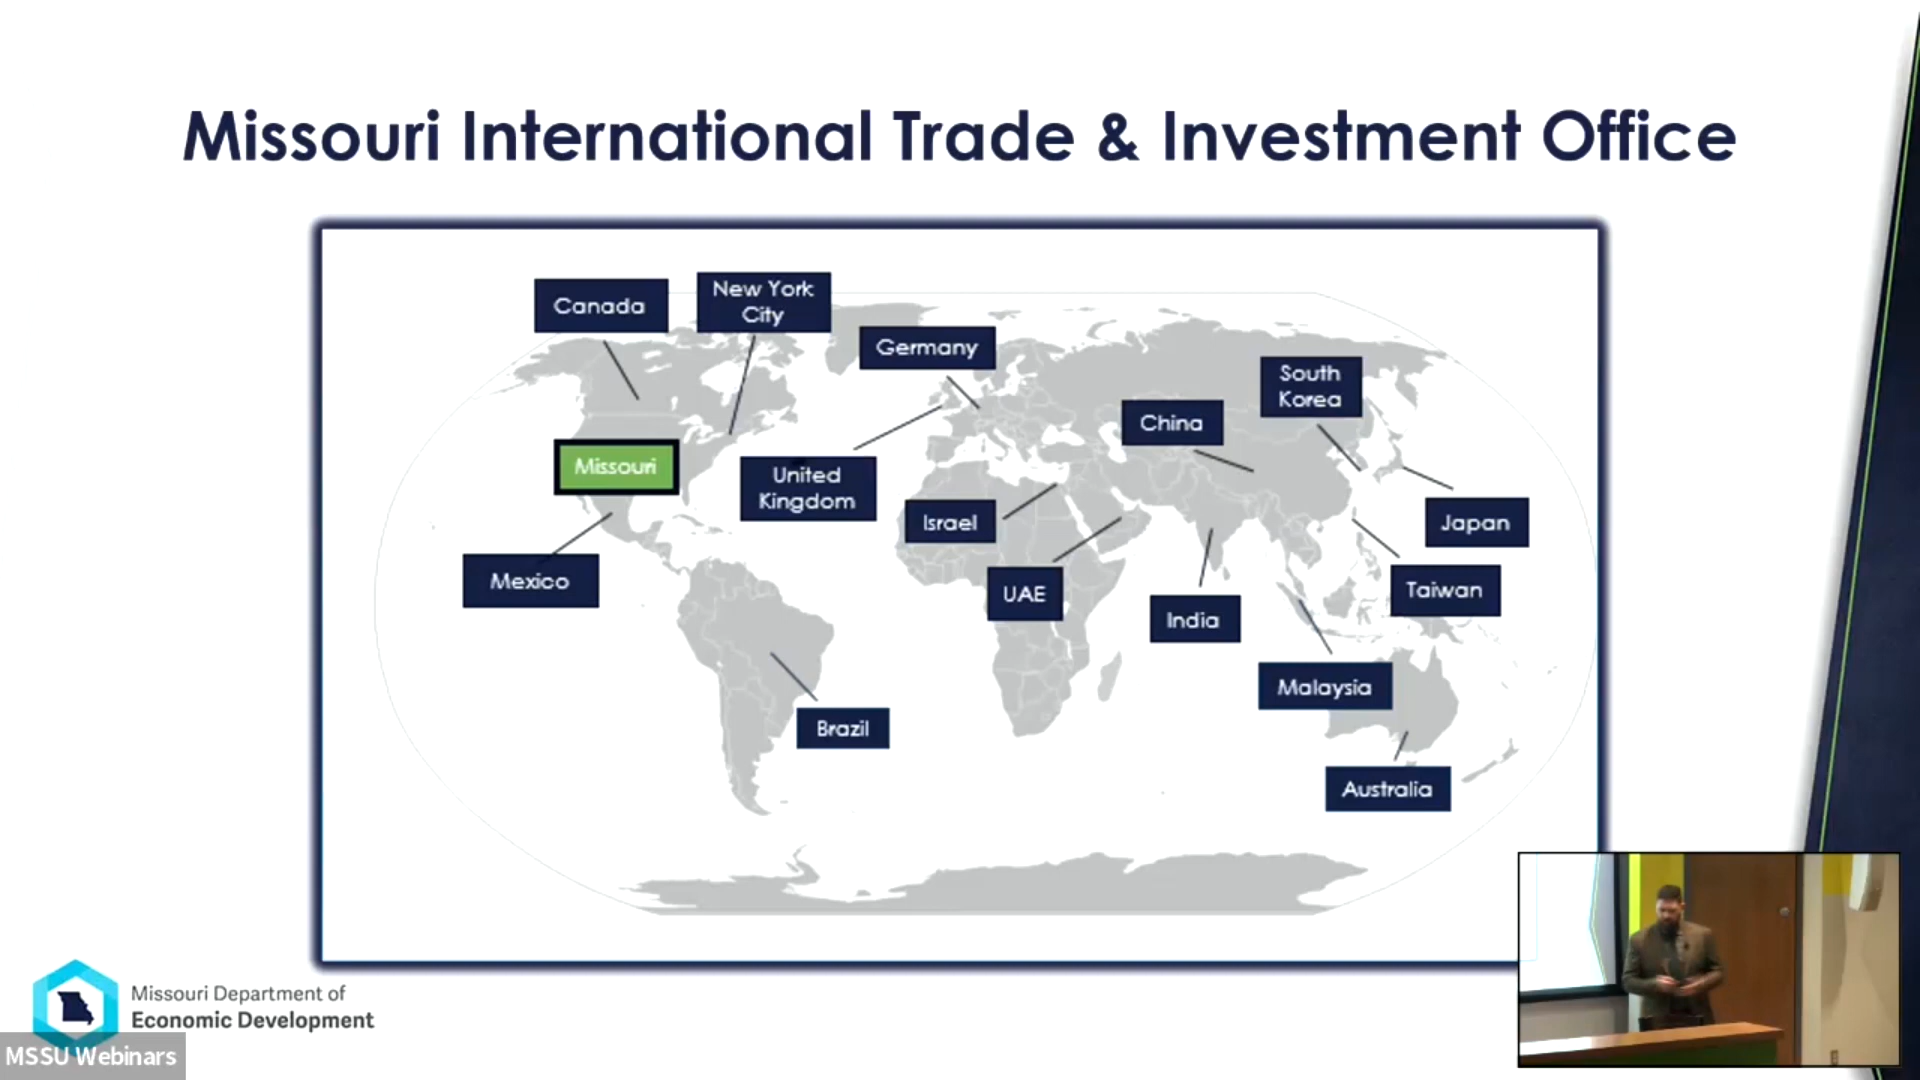 Missouri International Trade & Investment Office
Canada
New York
City
Germany
South
Korea
China
Missouri
United
Kingdom
Israel
Japan
Mexico
UAE
Taiwan
India
Malaysia
Brazil
Australia
Missouri Department of
Economic Development
MSSU Webinars